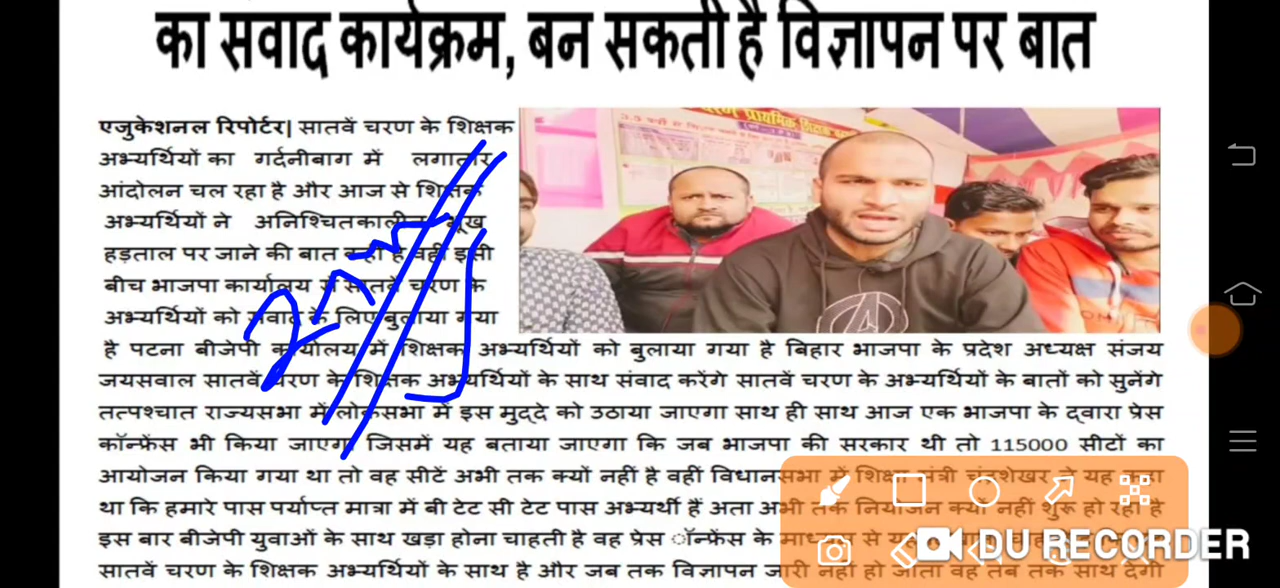 का संवाद कार्यक्रम, बन सकती है विज्ञापन पर बात
एजुकेशनल रिपोर्टर| सातवें चरण के शिक्षक
अभ्यर्थियों का गर्दनीबाग में लगातार
आंदोलन चल रहा है और आज से शिक्षक
अभ्यर्थियों ने अनिश्चितकालीन भूख
हड़ताल पर जाने की बात कही है वहीं इसी
बीच भाजपा कार्यालय में सातवें चरण के
अभ्यर्थियों को संवाद के लिए बुलाया गया
है पटना बीजेपी कार्यालय में शिक्षक अभ्यर्थियों को बुलाया गया है बिहार भाजपा के प्रदेश अध्यक्ष संजय
जयसवाल सातवें चरण के शिक्षक अभ्यर्थियों के साथ संवाद करेंगे सातवें चरण के अभ्यर्थियों के बातों को सुनेंगे
तत्पश्चात राज्यसभा में लोकसभा में इस मुद्दे को उठाया जाएगा साथ ही साथ आज एक भाजपा के द्वारा प्रेस
कॉन्फ्रेंस भी किया जाएगा जिसमें यह बताया जाएगा कि जब भाजपा की सरकार थी तो 115000 सीटों का
आयोजन किया गया था तो वह सीटें अभी तक क्यों नहीं है वहीं विधानसभा में शिक्षा मंत्री चंद्रशेखर ने यह कहा
था कि हमारे पास पर्याप्त मात्रा में बी टेट सी टेट पास अभ्यर्थी हैं अता अभी तक नियोजन क्यों नहीं शुरू हो रहा है
इस बार बीजेपी युवाओं के साथ खड़ा होना चाहती है वह प्रेस ॉन्फ्रेंस के माध्यम से
सातवें चरण के शिक्षक अभ्यर्थियों के साथ है और जब तक विज्ञापन जारी नहीं हो जाता वह तब तक साथ देगी
प्राथमिक शिक्षक
DU RECORDER